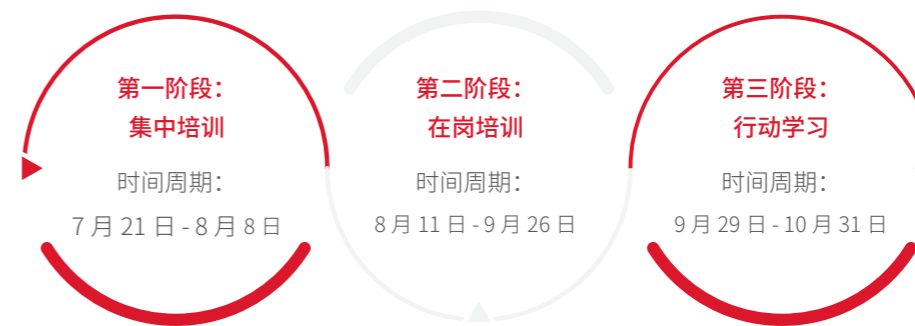 第一阶段：
集中培训
时间周期：
7 月 21 日 - 8 月 8 日
第二阶段：
在岗培训
时间周期：
8 月 11 日 - 9 月 26 日
第三阶段：
行动学习
时间周期：
9 月 29 日 - 10 月 31 日